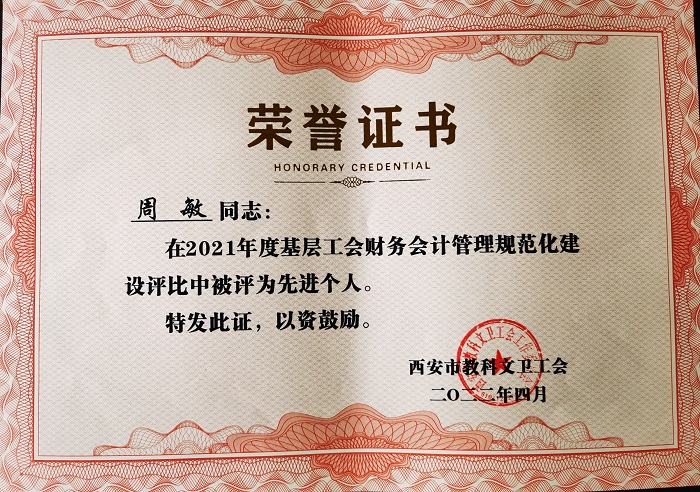 荣誉证书
HONORARY CREDENTIAL
周 敏 同志：
在2021年度基层工会财务会计管理规范化建
设评比中被评为先进个人。
特发此证，以资鼓励。
西安市教科文卫工会
二〇二二年四月